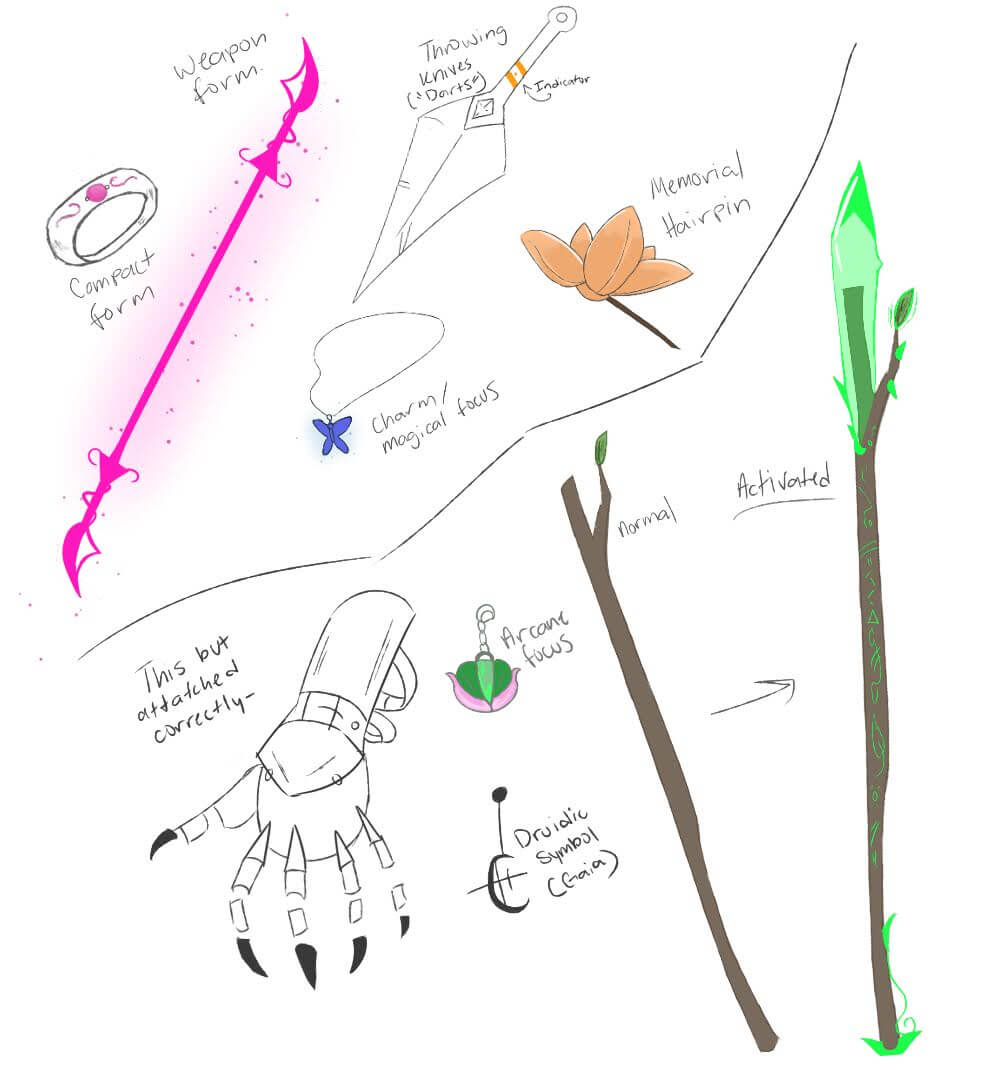 Weapon
form.
Throwing
knives
("Darts")
Indicator
Compact
form
Memorial
Hairpin
Charm/
magical focus
normal
Activated
This but
attatched
correctly-
Arcane
focus
Druidic
symbol
(Gaia)